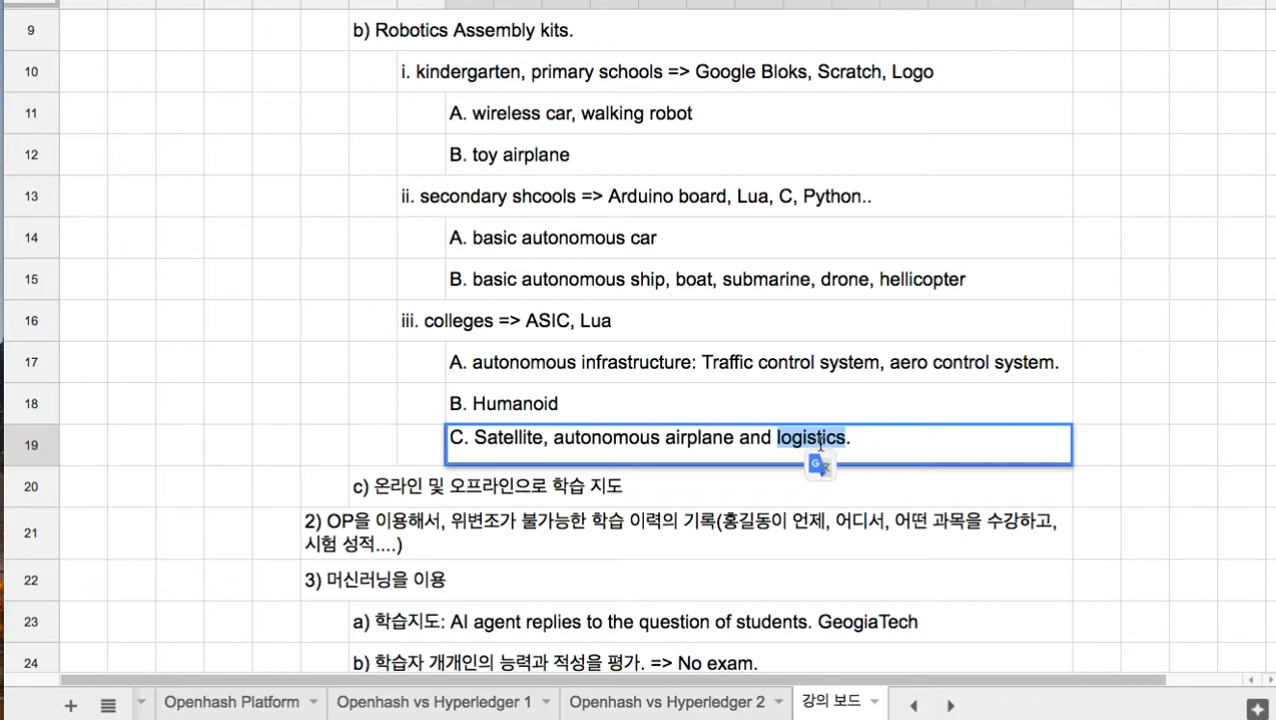 9
b) Robotics Assembly kits.
10
i. kindergarten, primary schools => Google Bloks, Scratch, Logo
11
A. wireless car, walking robot
12
B. toy airplane
13
ii. secondary shcools => Arduino board, Lua, C, Python..
14
A. basic autonomous car
15
B. basic autonomous ship, boat, submarine, drone, hellicopter
16
iii. colleges => ASIC, Lua
17
A. autonomous infrastructure: Traffic control system, aero control system.
18
B. Humanoid
19
C. Satellite, autonomous airplane and logistics.
20
c) 온라인 및 오프라인으로 학습 지도
21
2) OP을 이용해서, 위변조가 불가능한 학습 이력의 기록(홍길동이 언제, 어디서, 어떤 과목을 수강하고,
시험 성적....)
22
3) 머신러닝을 이용
23
a) 학습지도: AI agent replies to the question of students. GeogiaTech
24
b) 학습자 개개인의 능력과 적성을 평가. => No exam.
Openhash Platform
Openhash vs Hyperledger 1
Openhash vs Hyperledger 2
강의 보드